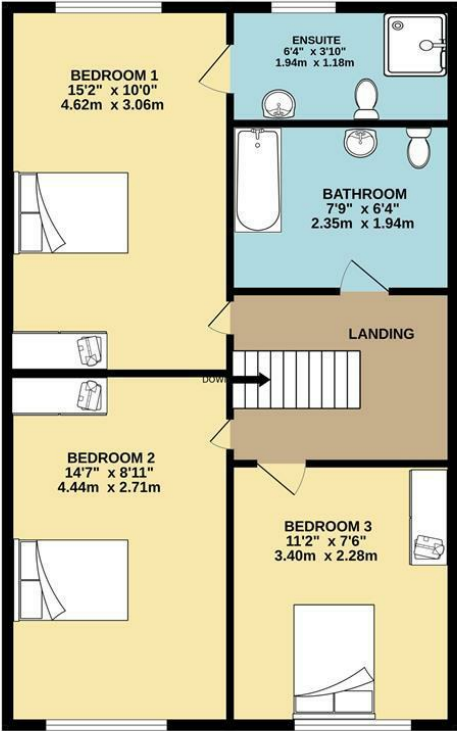 BEDROOM 1
15'2" x 10'0"
4.62m x 3.06m
ENSUITE
6'4" x 3'10"
1.94m x 1.18m
BATHROOM
7'9" x 6'4"
2.35m x 1.94m
LANDING
BEDROOM 2
14'7" x 8'11"
4.44m x 2.71m
BEDROOM 3
11'2" x 7'6"
3.40m x 2.28m